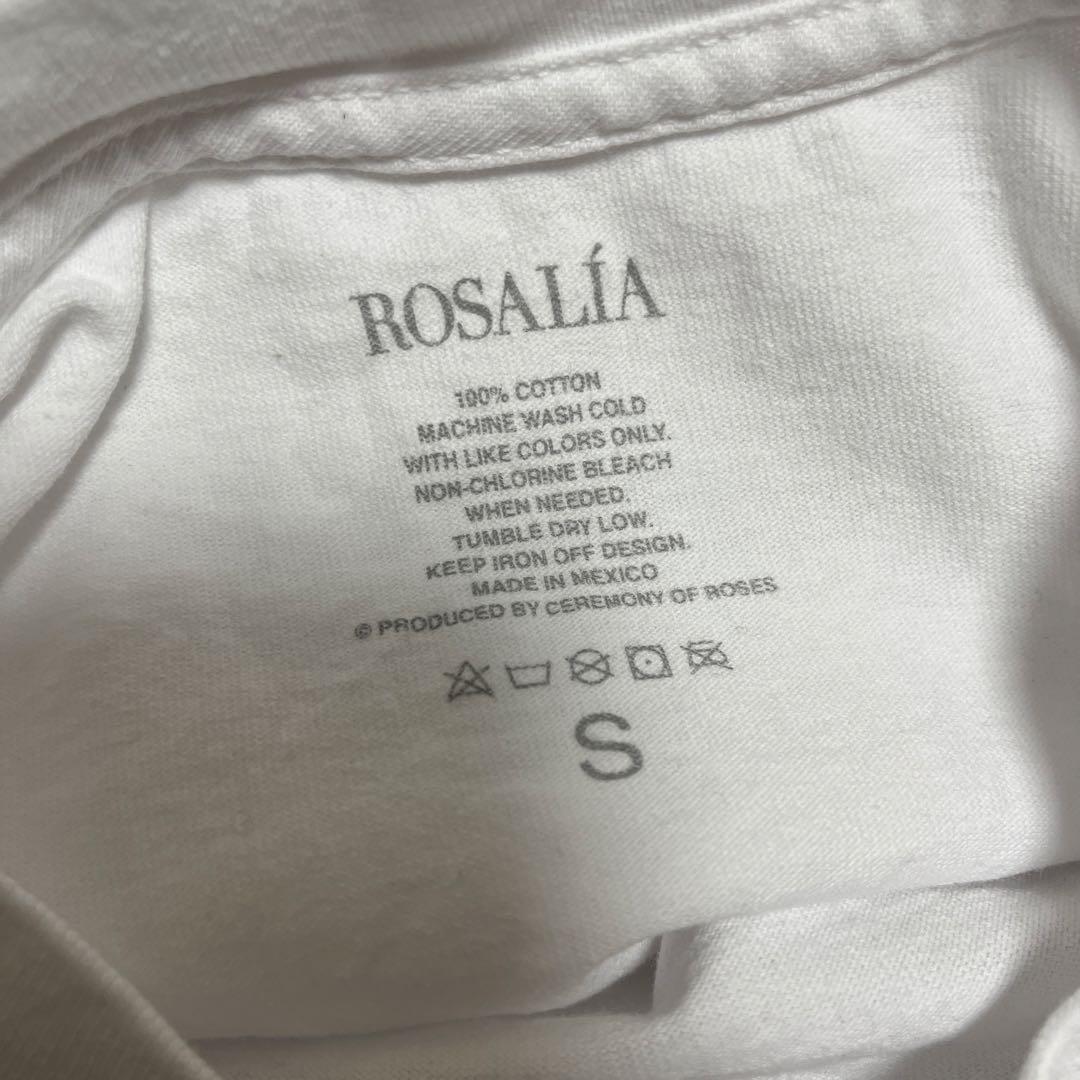 ROSALÍA
100% COTTON
MACHINE WASH COLD
WITH LIKE COLORS ONLY.
NON-CHLORINE BLEACH
WHEN NEEDED.
TUMBLE DRY LOW.
KEEP IRON OFF DESIGN.
MADE IN MEXICO
© PRODUCED BY CEREMONY OF ROSES
S